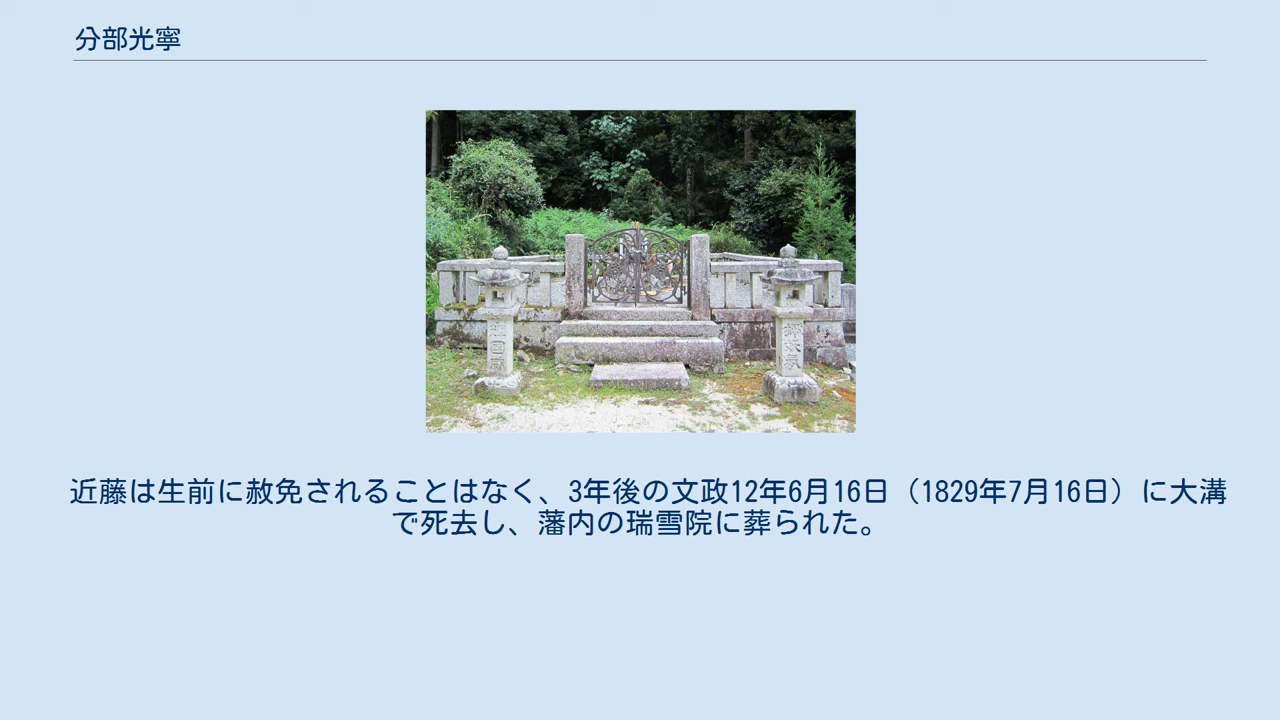 分部光寧
近藤は生前に赦免されることはなく、3年後の文政12年6月16日（1829年7月16日）に大溝
で死去し、藩内の瑞雪院に葬られた。